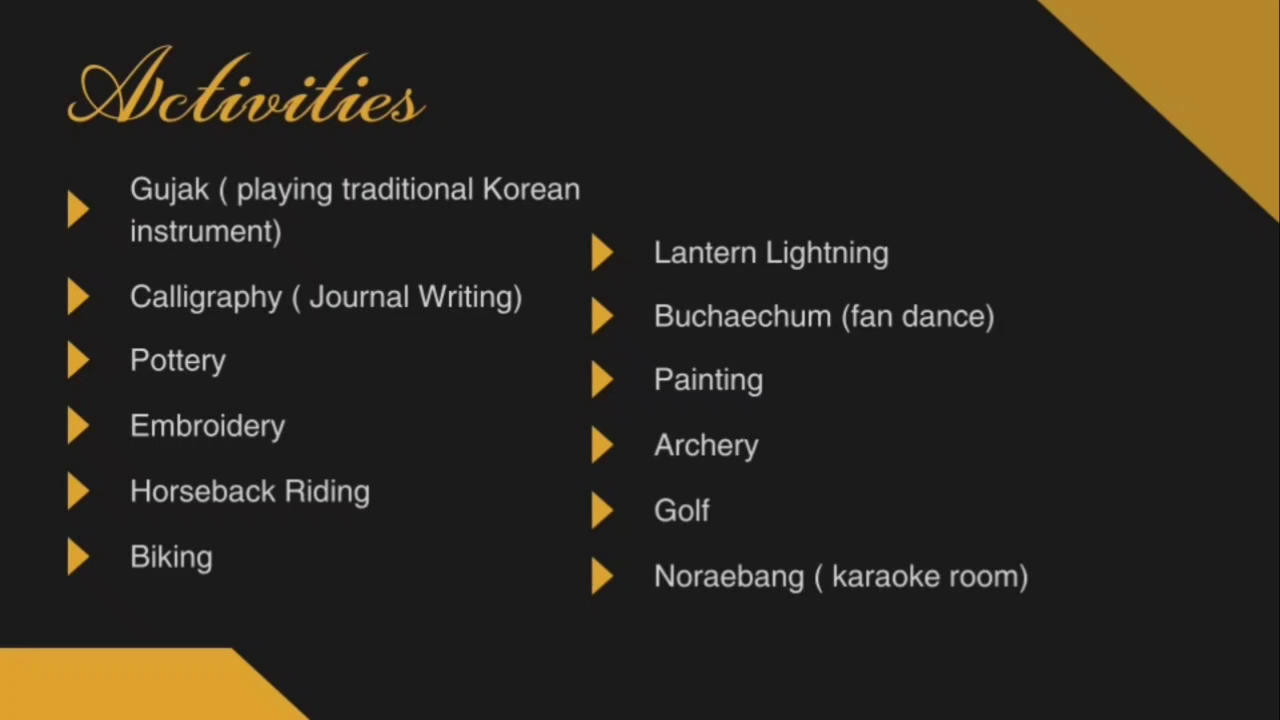 Activities
Gujak ( playing traditional Korean
instrument)
Calligraphy ( Journal Writing)
Pottery
Embroidery
Horseback Riding
Biking
Lantern Lightning
Buchaechum (fan dance)
Painting
Archery
Golf
Noraebang ( karaoke room)